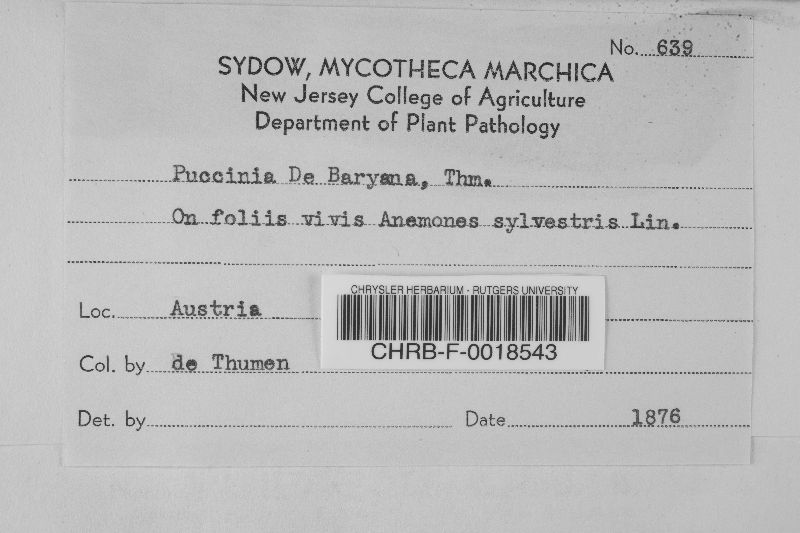 No. 639
SYDOW, MYCOTHECA MARCHICA
New Jersey College of Agriculture
Department of Plant Pathology
Puccinia De Baryana, Thm.
On foliis vivis Anemones sylvestris Lin.
Loc. Austria
CHRYSLER HERBARIUM - RUTGERS UNIVERSITY
CHRB-F-0018543
Col. by de Thumen
Det. by
Date 1876